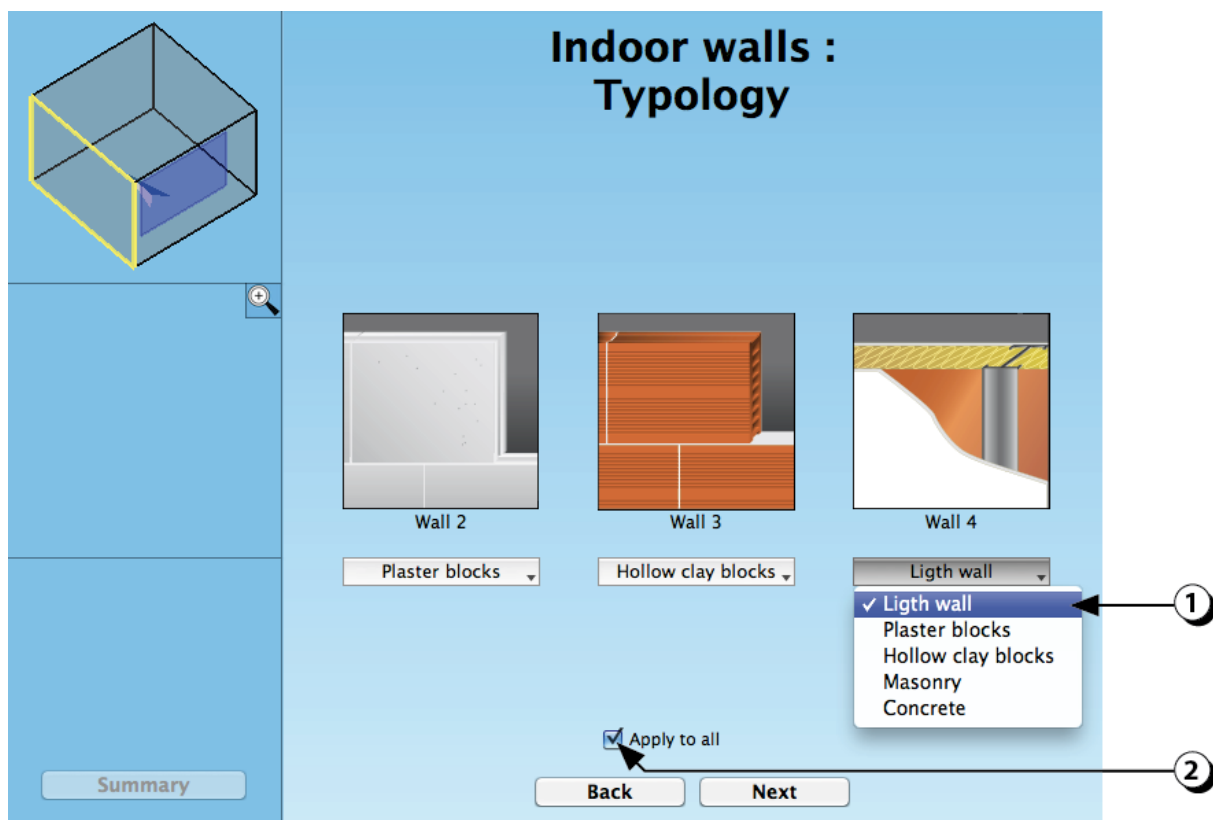 Indoor walls :
Typology
Wall 2
Wall 3
Wall 4
Plaster blocks
Hollow clay blocks
Ligth wall
✓ Ligth wall
Plaster blocks
Hollow clay blocks
Masonry
Concrete
1
Apply to all
2
Summary
Back
Next